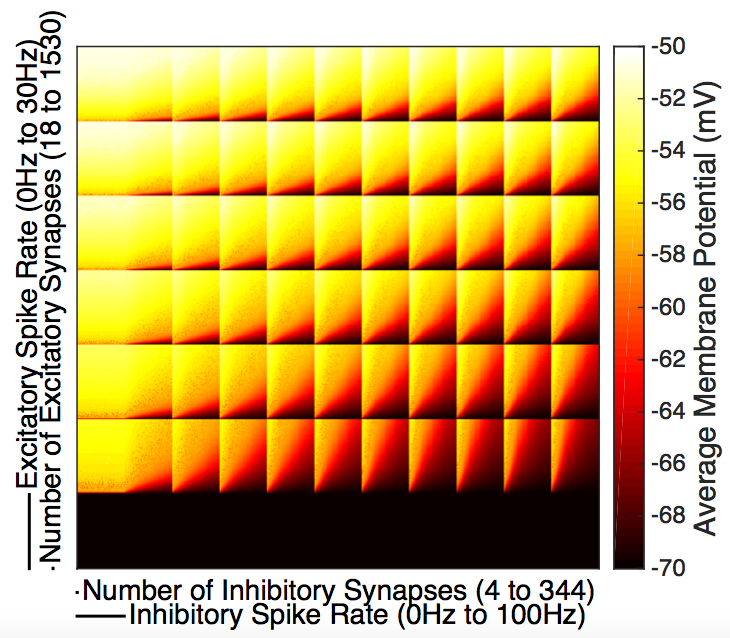 Excitatory Spike Rate (0Hz to 30Hz)
·Number of Excitatory Synapses (18 to 1530)
-50
-52
-54
-56
-58
-60
-62
-64
-66
-68
-70
Average Membrane Potential (mV)
·Number of Inhibitory Synapses (4 to 344)
Inhibitory Spike Rate (0Hz to 100Hz)